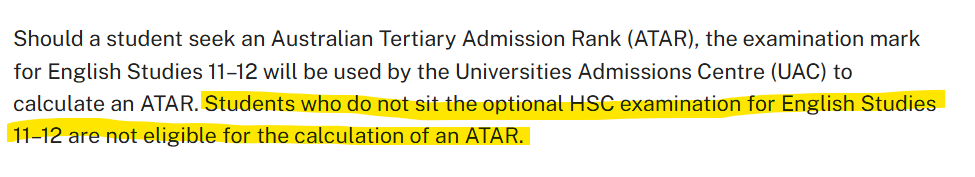 Should a student seek an Australian Tertiary Admission Rank (ATAR), the examination mark
for English Studies 11–12 will be used by the Universities Admissions Centre (UAC) to
calculate an ATAR. Students who do not sit the optional HSC examination for English Studies
11–12 are not eligible for the calculation of an ATAR.